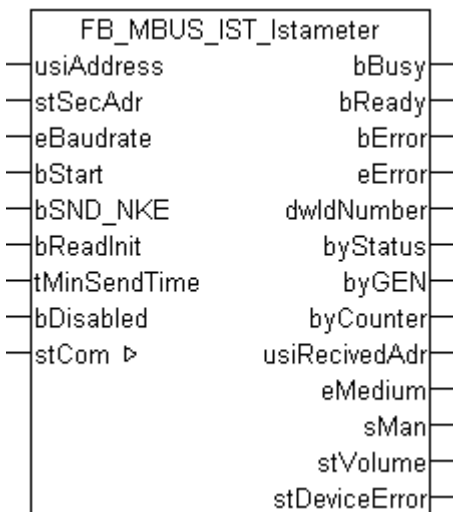 FB_MBUS_IST_Istameter
usiAddress bBusy
stSecAdr bReady
eBaudrate bError
bStart eError
bSND_NKE dwIdNumber
bReadInit byStatus
tMinSendTime byGEN
bDisabled byCounter
stCom ▷ usiRecivedAdr
eMedium
sMan
stVolume
stDeviceError